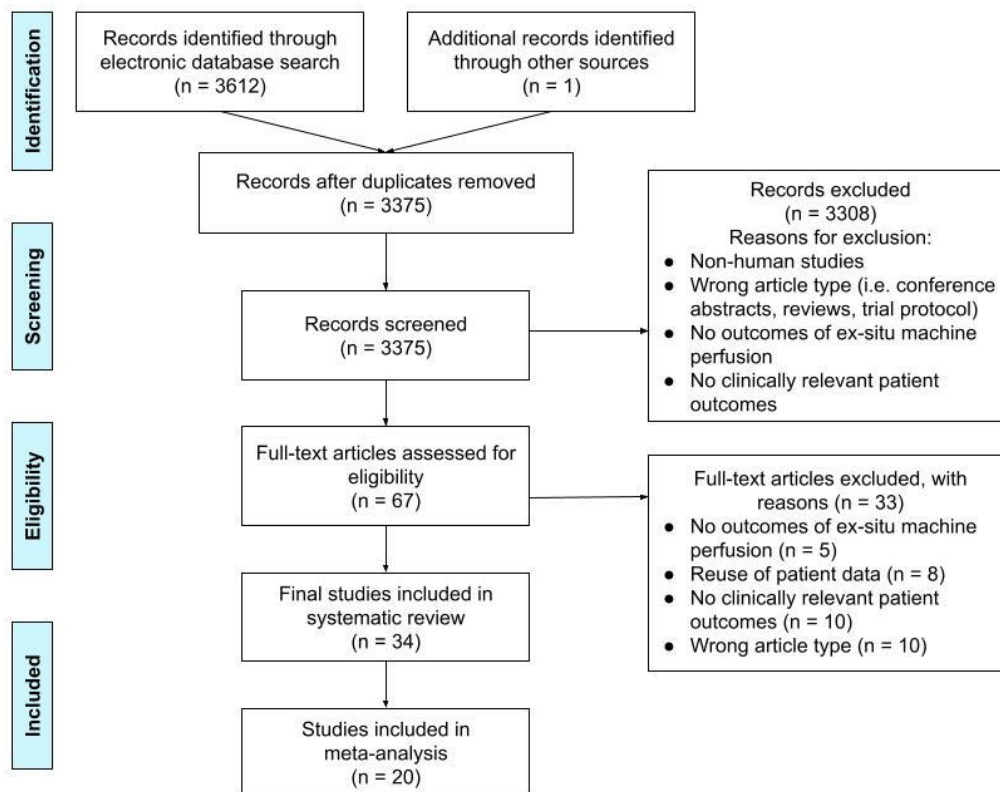 Identification
Records identified through
electronic database search
(n = 3612)
Additional records identified
through other sources
(n = 1)
Records after duplicates removed
(n = 3375)
Screening
Records screened
(n = 3375)
Records excluded
(n = 3308)
Reasons for exclusion:
● Non-human studies
● Wrong article type (i.e. conference
abstracts, reviews, trial protocol)
● No outcomes of ex-situ machine
perfusion
● No clinically relevant patient
outcomes
Eligibility
Full-text articles assessed for
eligibility
(n = 67)
Full-text articles excluded, with
reasons (n = 33)
● No outcomes of ex-situ machine
perfusion (n = 5)
● Reuse of patient data (n = 8)
● No clinically relevant patient
outcomes (n = 10)
● Wrong article type (n = 10)
Final studies included in
systematic review
(n = 34)
Included
Studies included in
meta-analysis
(n = 20)